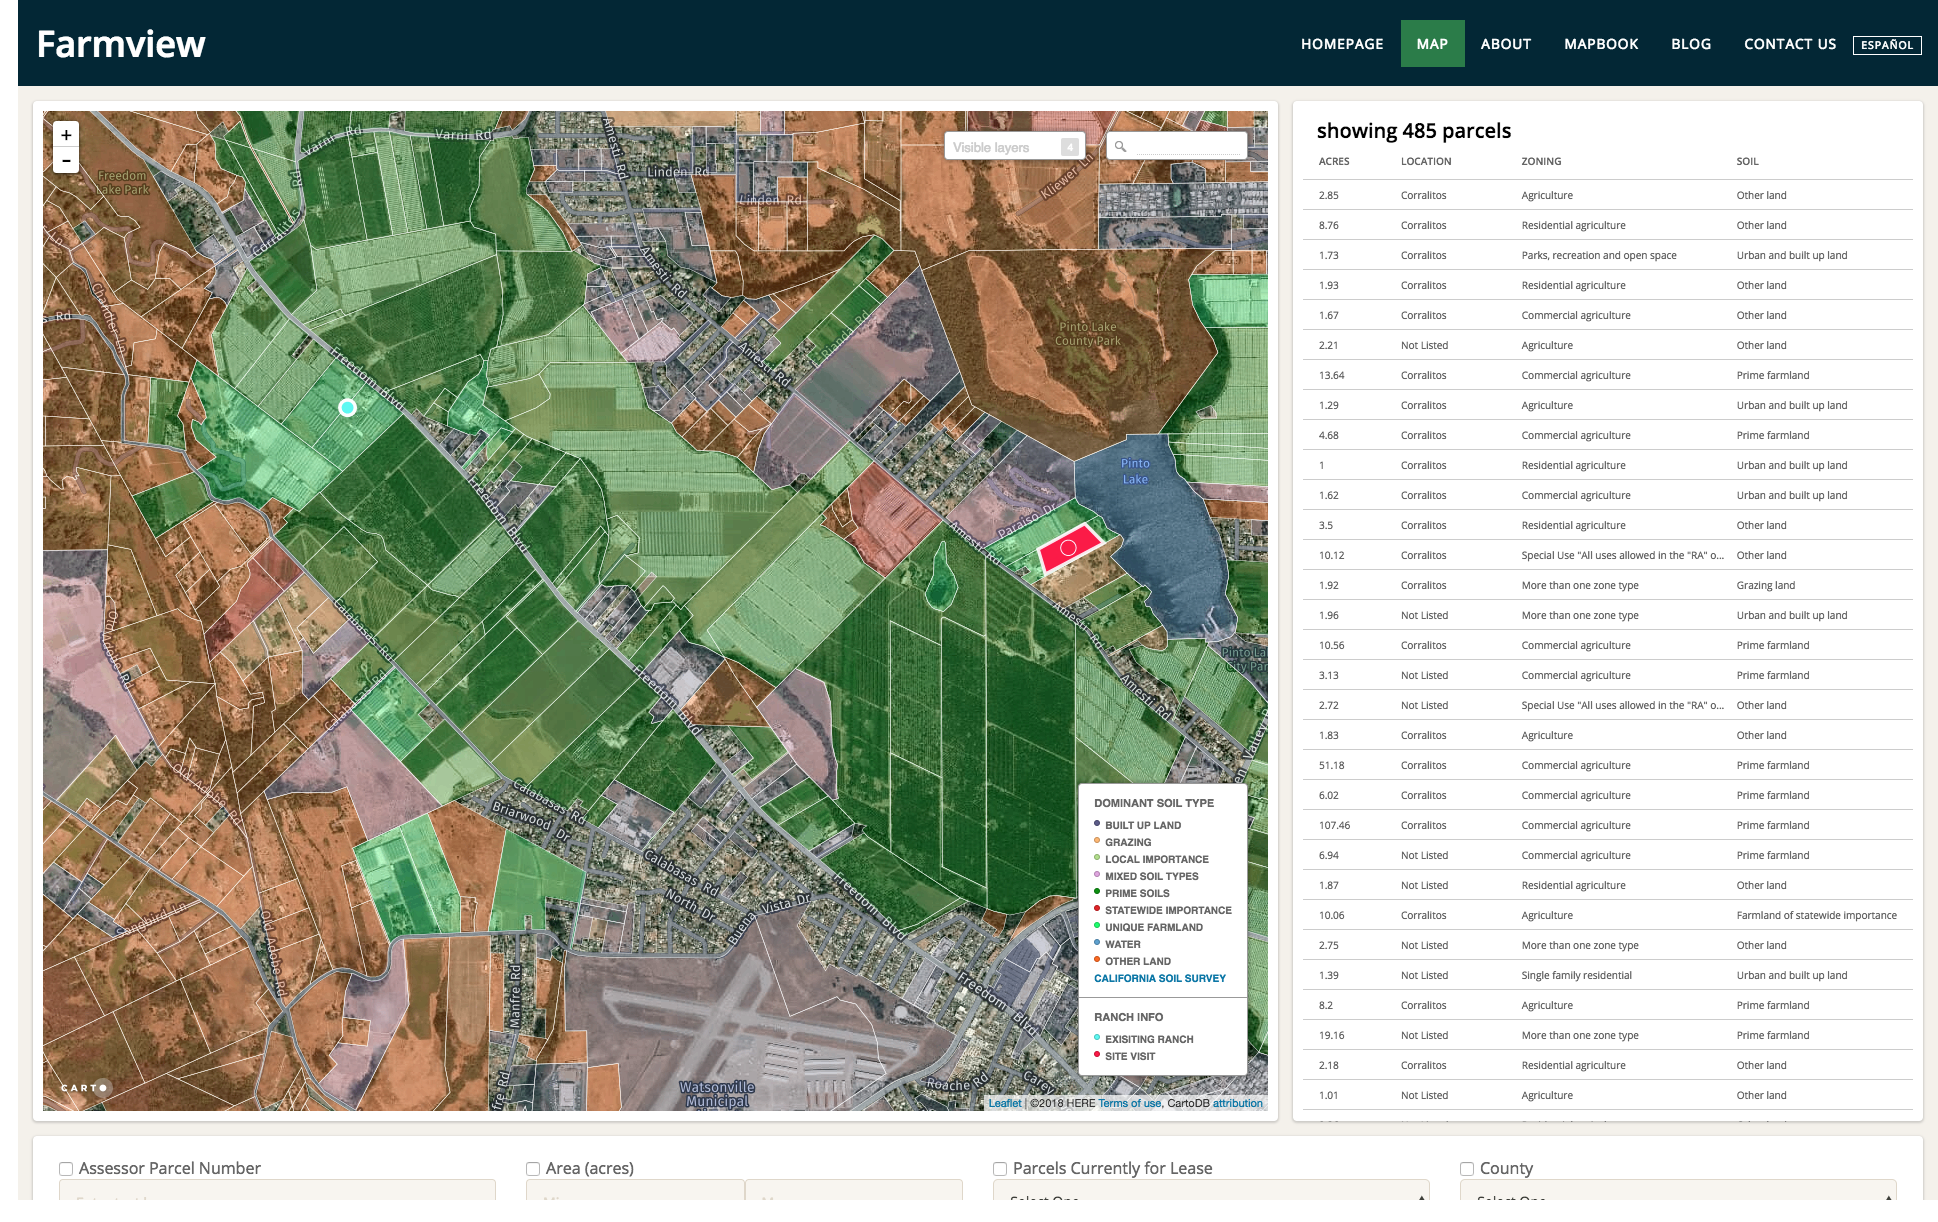 Farmview
HOMEPAGE
MAP
ABOUT
MAPBOOK
BLOG
CONTACT US
ESPAÑOL
+
-
Visible layers 4
Freedom
Lake Park
Varni Rd
Varni Rd
Rd
Corralitos
Amesti Rd
Linden Rd
Linden Rd
Kliewer Ln
Ln
s Rd
Chandler Ln
Amesti Rd
Amesti Rd
Freedom Blvd
Pinto Lake
County Park
Pinto
Lake
Freedom Blvd
Paraiso Dr
Amesti Rd
Amesti Rd
Amesti Rd
Pinto La
City Par
Calabasas Rd
Calabasas Rd
Freedom Blvd
Old Adobe Rd
Calabasas Rd
Briarwood Dr
Calabasas Rd
North Dr
Buena Vista Dr
Freedom Blvd
Songbird Ln
Old Adobe Rd
Manfre Rd
fre Rd
Freedom Blvd
Roache Rd
Carey
Watsonville
Municipal
CARTO
DOMINANT SOIL TYPE
BUILT UP LAND
GRAZING
LOCAL IMPORTANCE
MIXED SOIL TYPES
PRIME SOILS
STATEWIDE IMPORTANCE
UNIQUE FARMLAND
WATER
OTHER LAND
CALIFORNIA SOIL SURVEY
RANCH INFO
EXISITING RANCH
SITE VISIT
Leaflet | ©2018 HERE Terms of use, CartoDB attribution
showing 485 parcels
ACRES LOCATION ZONING SOIL
2.85 Corralitos Agriculture Other land
8.76 Corralitos Residential agriculture Other land
1.73 Corralitos Parks, recreation and open space Urban and built up land
1.93 Corralitos Residential agriculture Other land
1.67 Corralitos Commercial agriculture Other land
2.21 Not Listed Agriculture Other land
13.64 Corralitos Commercial agriculture Prime farmland
1.29 Corralitos Agriculture Urban and built up land
4.68 Corralitos Commercial agriculture Prime farmland
1 Corralitos Residential agriculture Urban and built up land
1.62 Corralitos Commercial agriculture Urban and built up land
3.5 Corralitos Residential agriculture Other land
10.12 Corralitos Special Use "All uses allowed in the "RA" o... Other land
1.92 Corralitos More than one zone type Grazing land
1.96 Not Listed More than one zone type Urban and built up land
10.56 Corralitos Commercial agriculture Prime farmland
3.13 Not Listed Commercial agriculture Prime farmland
2.72 Not Listed Special Use "All uses allowed in the "RA" o... Other land
1.83 Corralitos Agriculture Other land
51.18 Corralitos Commercial agriculture Prime farmland
6.02 Corralitos Commercial agriculture Prime farmland
107.46 Corralitos Commercial agriculture Prime farmland
6.94 Not Listed Commercial agriculture Prime farmland
1.87 Not Listed Residential agriculture Other land
10.06 Corralitos Agriculture Farmland of statewide importance
2.75 Not Listed More than one zone type Other land
1.39 Not Listed Single family residential Urban and built up land
8.2 Corralitos Agriculture Prime farmland
19.16 Not Listed More than one zone type Prime farmland
2.18 Corralitos Residential agriculture Other land
1.01 Not Listed Agriculture Other land
Assessor Parcel Number
Area (acres)
Parcels Currently for Lease
County